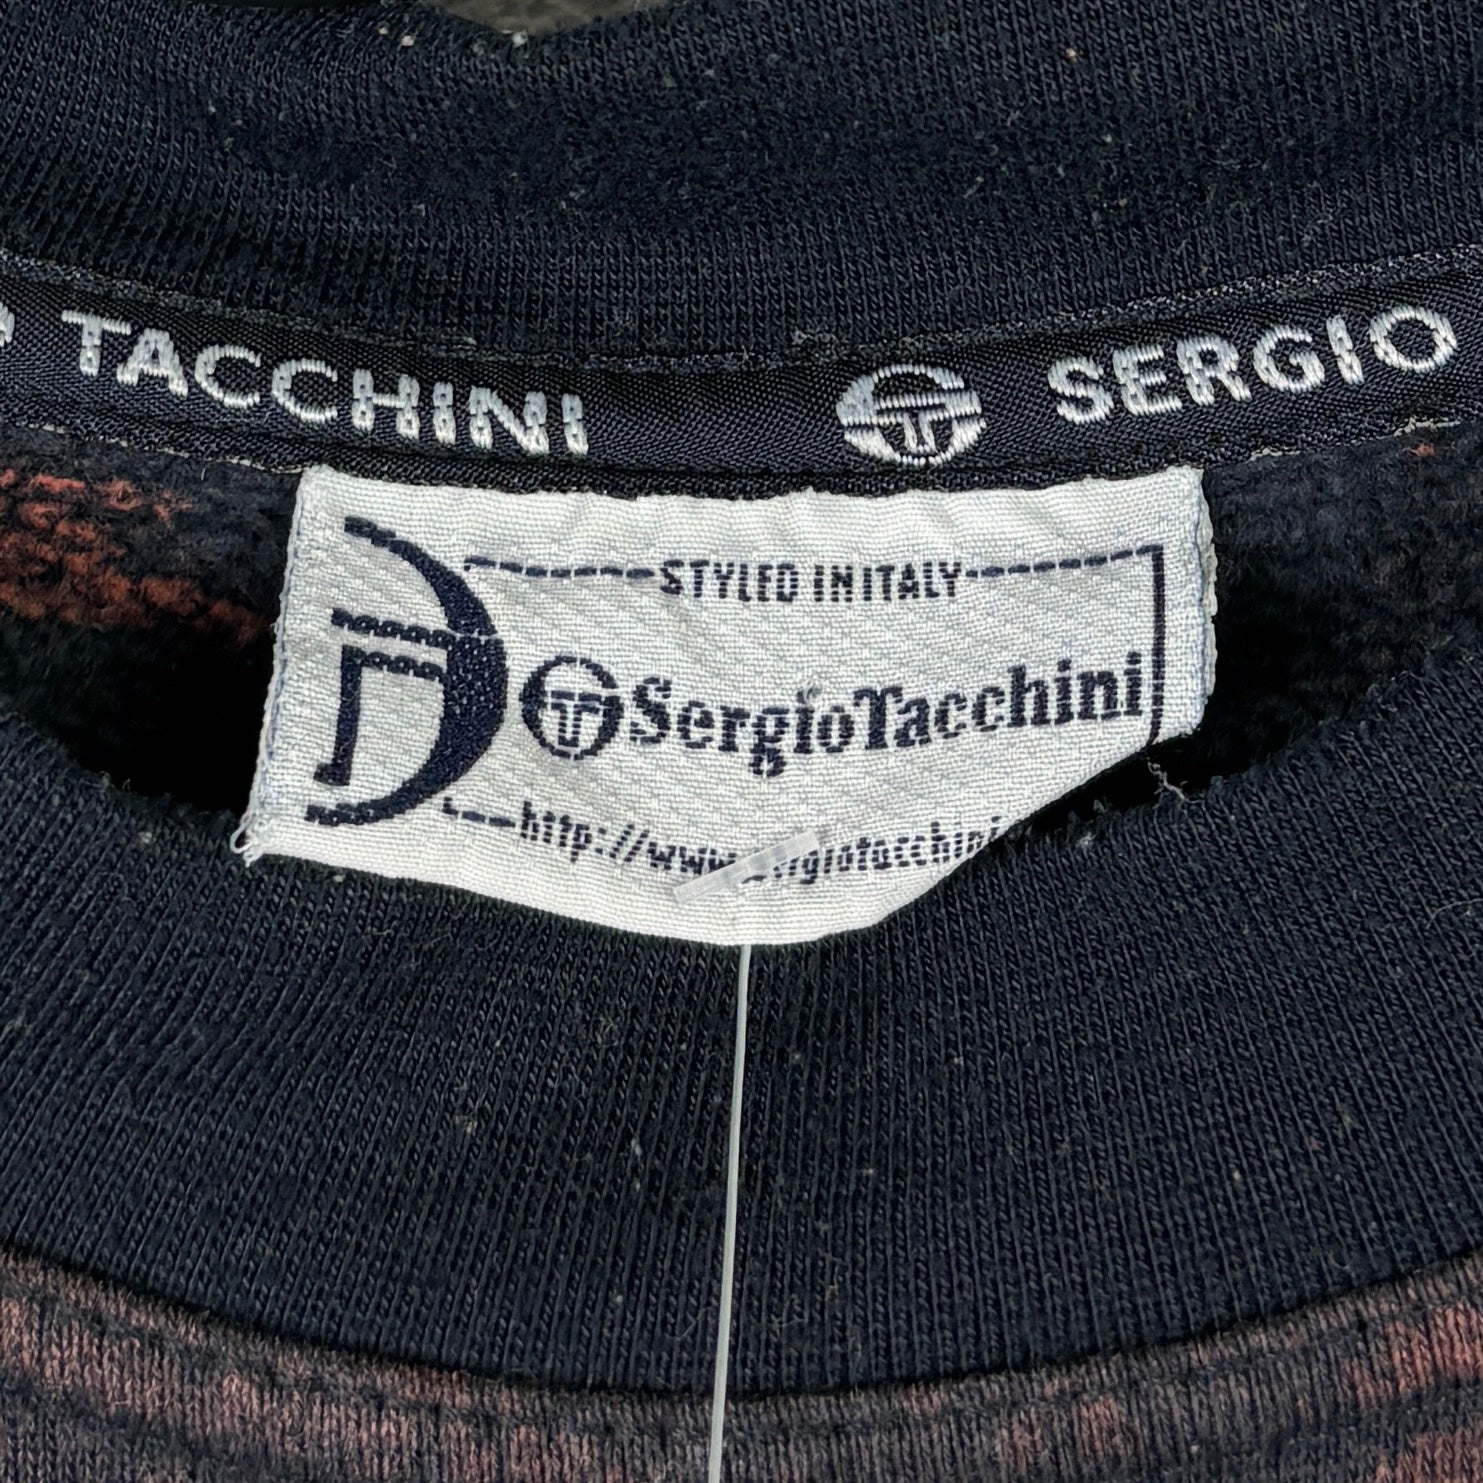 TACCHINI SERGIO
STYLED IN ITALY
SergioTacchini